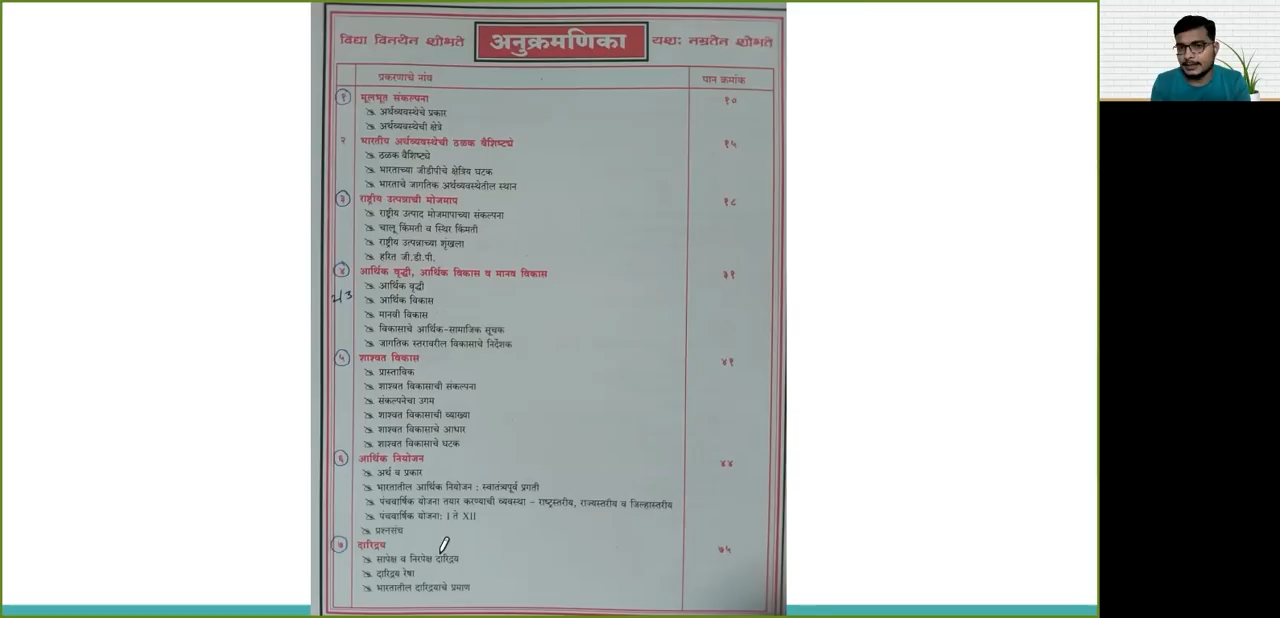 विद्या विनयेन शोभते अनुक्रमणिका यशः नम्रतेन शोभते
प्रकरणाचे नांव पान क्रमांक
१ मूलभूत संकल्पना १०
अर्थव्यवस्थेचे प्रकार
अर्थव्यवस्थेची क्षेत्रे
२ भारतीय अर्थव्यवस्थेची ठळक वैशिष्ट्ये १५
ठळक वैशिष्ट्ये
भारताच्या जीडीपीचे क्षेत्रिय घटक
भारताचे जागतिक अर्थव्यवस्थेतील स्थान
३ राष्ट्रीय उत्पन्नाची मोजमाप १८
राष्ट्रीय उत्पाद मोजमापाच्या संकल्पना
चालू किंमती व स्थिर किंमती
राष्ट्रीय उत्पन्नाच्या शृंखला
हरित जी.डी.पी.
४ आर्थिक वृद्धी, आर्थिक विकास व मानव विकास ३१
आर्थिक वृद्धी
आर्थिक विकास
मानवी विकास
विकासाचे आर्थिक-सामाजिक सूचक
जागतिक स्तरावरील विकासाचे निर्देशक
५ शाश्वत विकास ४१
प्रास्ताविक
शाश्वत विकासाची संकल्पना
संकल्पनेचा उगम
शाश्वत विकासाची व्याख्या
शाश्वत विकासाचे आधार
शाश्वत विकासाचे घटक
६ आर्थिक नियोजन ४४
अर्थ व प्रकार
भारतातील आर्थिक नियोजन : स्वातंत्र्यपूर्व प्रगती
पंचवार्षिक योजना तयार करण्याची व्यवस्था - राष्ट्रस्तरीय, राज्यस्तरीय व जिल्हास्तरीय
पंचवार्षिक योजना: I ते XII
प्रश्नसंच
७ दारिद्र्य ७५
सापेक्ष व निरपेक्ष दारिद्र्य
दारिद्र्य रेषा
भारतातील दारिद्र्याचे प्रमाण